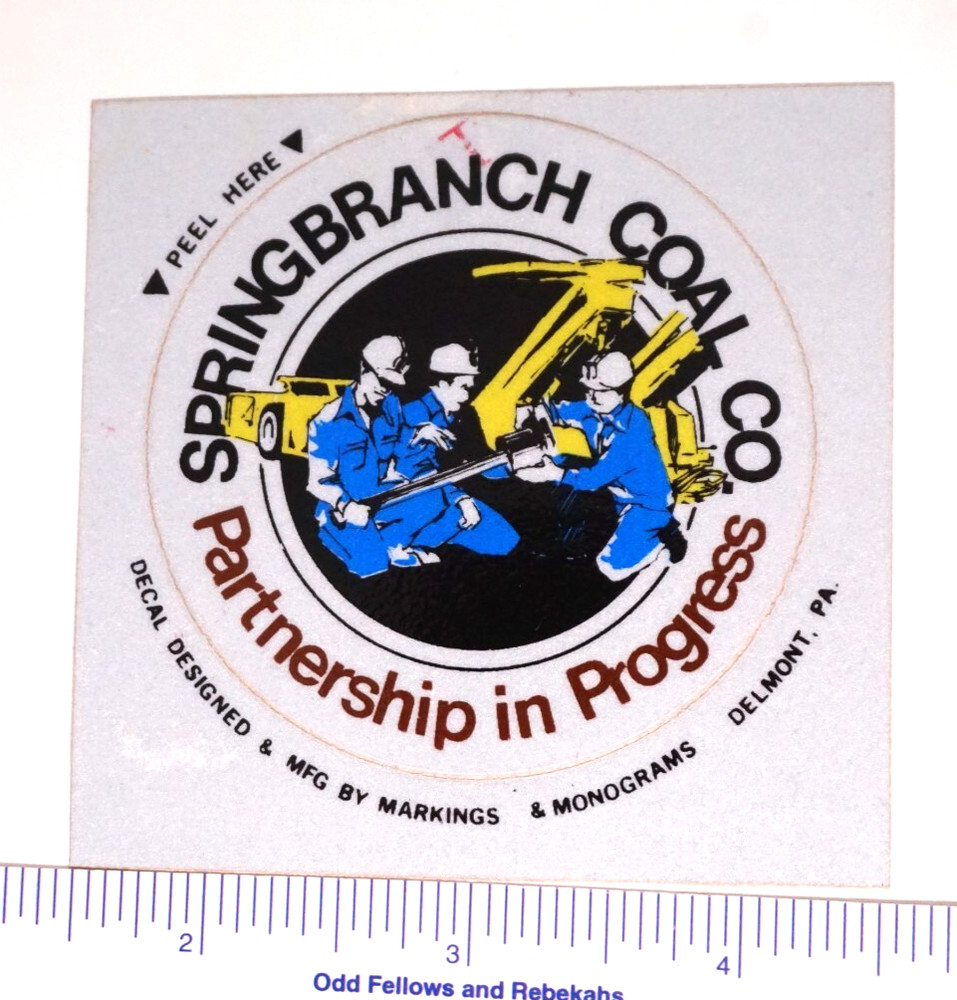 PEEL HERE
SPRINGBRANCH COAL CO.
Partnership in Progress
DECAL DESIGNED & MFG BY MARKINGS & MONOGRAMS DELMONT, PA.
2 3 4
Odd Fellows and Rebekahs